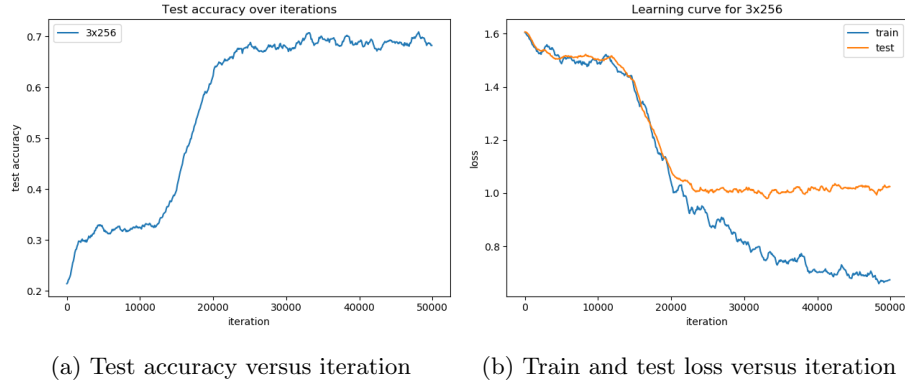 Test accuracy over iterations
3x256
0.7
0.6
0.5
0.4
0.3
0.2
test accuracy
0
10000
20000
30000
40000
50000
iteration
(a) Test accuracy versus iteration
Learning curve for 3x256
train
test
1.6
1.4
1.2
1.0
0.8
loss
0
10000
20000
30000
40000
50000
iteration
(b) Train and test loss versus iteration